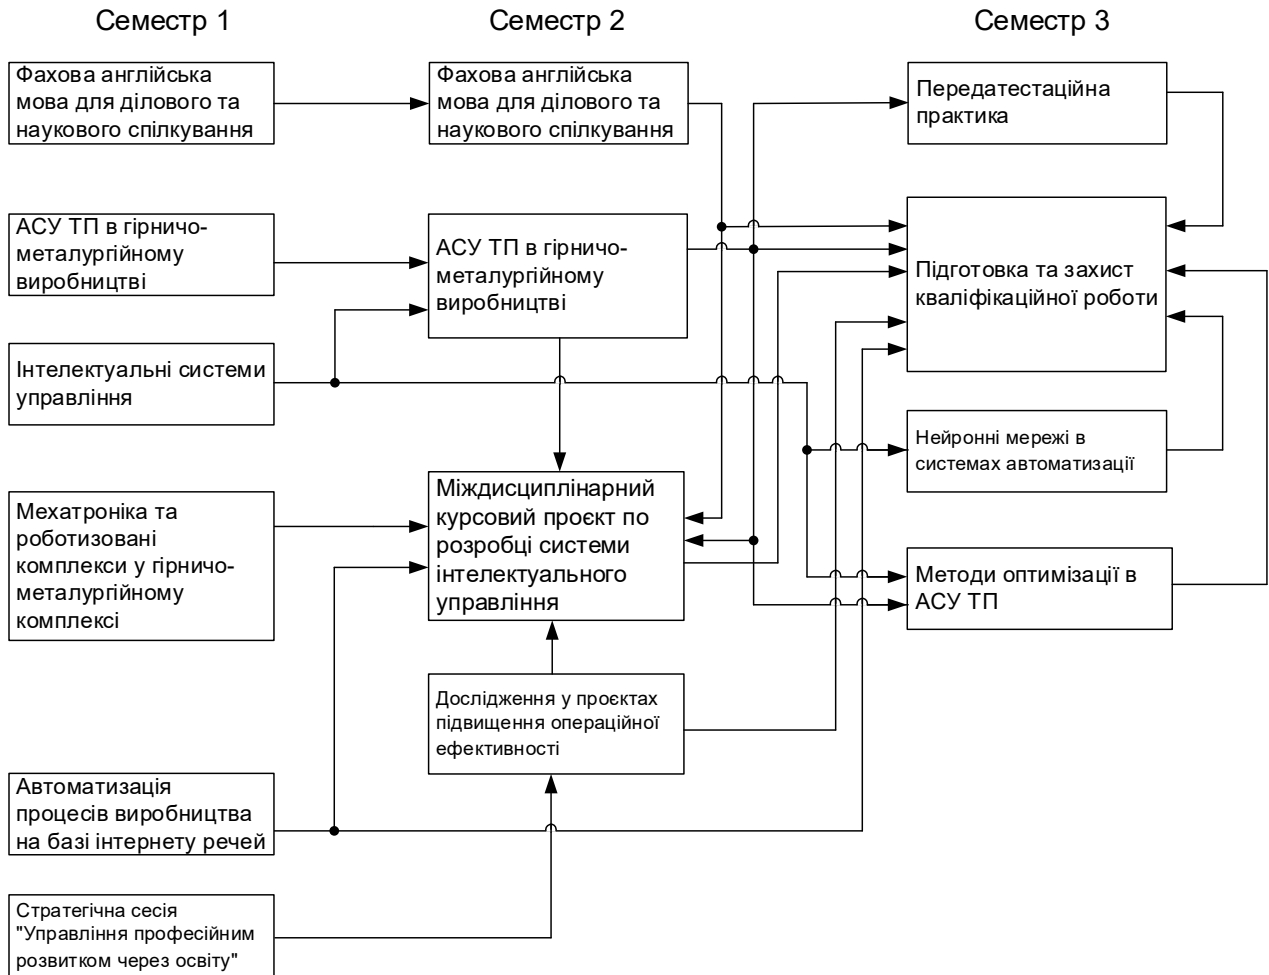 Семестр 1
Семестр 2
Семестр 3
Фахова англійська
мова для ділового та
наукового спілкування
АСУ ТП в гірничо-
металургійному
виробництві
Інтелектуальні системи
управління
Мехатроніка та
роботизовані
комплекси у гірничо-
металургійному
комплексі
Автоматизація
процесів виробництва
на базі інтернету речей
Стратегічна сесія
"Управління професійним
розвитком через освіту"
Фахова англійська
мова для ділового та
наукового спілкування
АСУ ТП в гірничо-
металургійному
виробництві
Міждисциплінарний
курсовий проєкт по
розробці системи
інтелектуального
управління
Дослідження у проєктах
підвищення операційної
ефективності
Передатестаційна
практика
Підготовка та захист
кваліфікаційної роботи
Нейронні мережі в
системах автоматизації
Методи оптимізації в
АСУ ТП